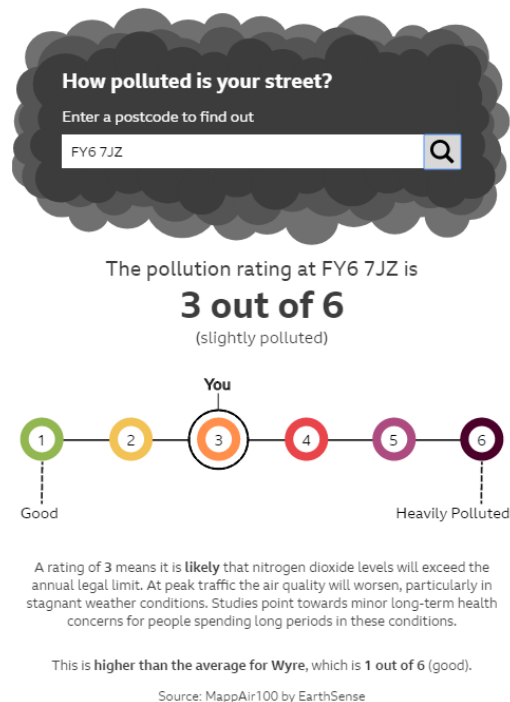 How polluted is your street?
Enter a postcode to find out
FY6 7JZ
The pollution rating at FY6 7JZ is
3 out of 6
(slightly polluted)
You
1 2 3 4 5 6
Good Heavily Polluted
A rating of 3 means it is likely that nitrogen dioxide levels will exceed the
annual legal limit. At peak traffic the air quality will worsen, particularly in
stagnant weather conditions. Studies point towards minor long-term health
concerns for people spending long periods in these conditions.
This is higher than the average for Wyre, which is 1 out of 6 (good).
Source: MappAir100 by EarthSense